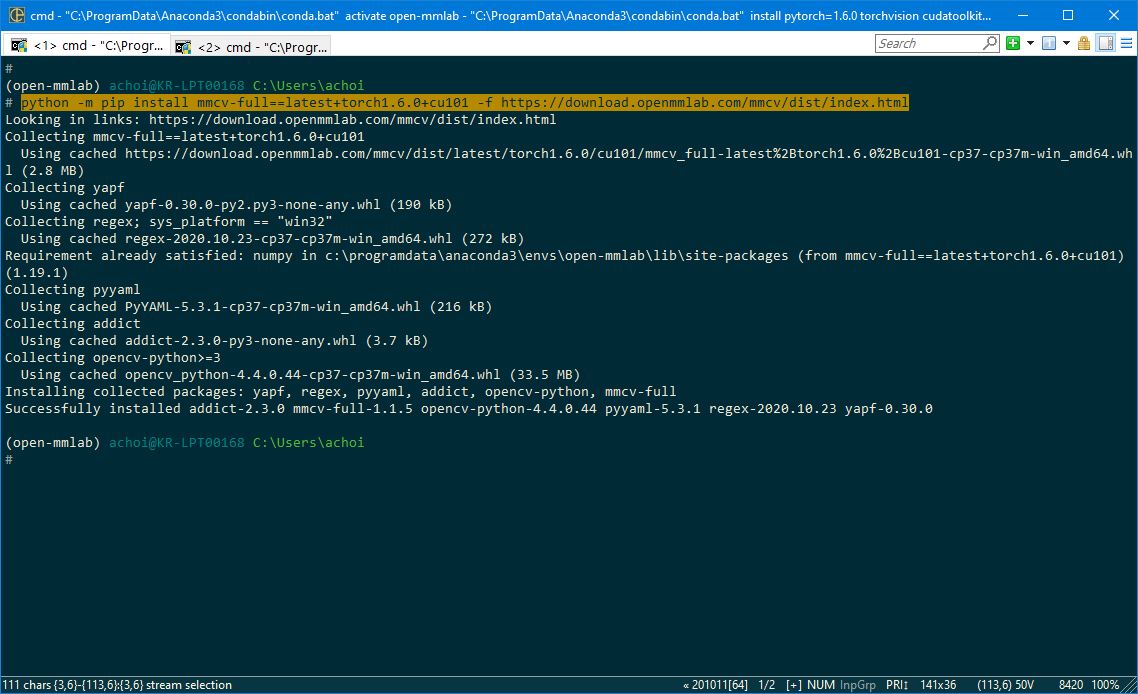 cmd - "C:\ProgramData\Anaconda3\condabin\conda.bat" activate open-mmlab - "C:\ProgramData\Anaconda3\condabin\conda.bat" install pytorch=1.6.0 torchvision cudatoolkit...
<1> cmd - "C:\Progr... <2> cmd - "C:\Progr... Search
#
(open-mmlab) achoi@KR-LPT00168 C:\Users\achoi
# python -m pip install mmcv-full==latest+torch1.6.0+cu101 -f https://download.openmmlab.com/mmcv/dist/index.html
Looking in links: https://download.openmmlab.com/mmcv/dist/index.html
Collecting mmcv-full==latest+torch1.6.0+cu101
  Using cached https://download.openmmlab.com/mmcv/dist/latest/torch1.6.0/cu101/mmcv_full-latest%2Btorch1.6.0%2Bcu101-cp37-cp37m-win_amd64.wh
l (2.8 MB)
Collecting yapf
  Using cached yapf-0.30.0-py2.py3-none-any.whl (190 kB)
Collecting regex; sys_platform == "win32"
  Using cached regex-2020.10.23-cp37-cp37m-win_amd64.whl (272 kB)
Requirement already satisfied: numpy in c:\programdata\anaconda3\envs\open-mmlab\lib\site-packages (from mmcv-full==latest+torch1.6.0+cu101)
(1.19.1)
Collecting pyyaml
  Using cached PyYAML-5.3.1-cp37-cp37m-win_amd64.whl (216 kB)
Collecting addict
  Using cached addict-2.3.0-py3-none-any.whl (3.7 kB)
Collecting opencv-python>=3
  Using cached opencv_python-4.4.0.44-cp37-cp37m-win_amd64.whl (33.5 MB)
Installing collected packages: yapf, regex, pyyaml, addict, opencv-python, mmcv-full
Successfully installed addict-2.3.0 mmcv-full-1.1.5 opencv-python-4.4.0.44 pyyaml-5.3.1 regex-2020.10.23 yapf-0.30.0
(open-mmlab) achoi@KR-LPT00168 C:\Users\achoi
#
111 chars {3,6}-{113,6}:{3,6} stream selection « 201011[64] 1/2 [+] NUM InpGrp PRI↕ 141x36 (113,6) 50V 8420 100%